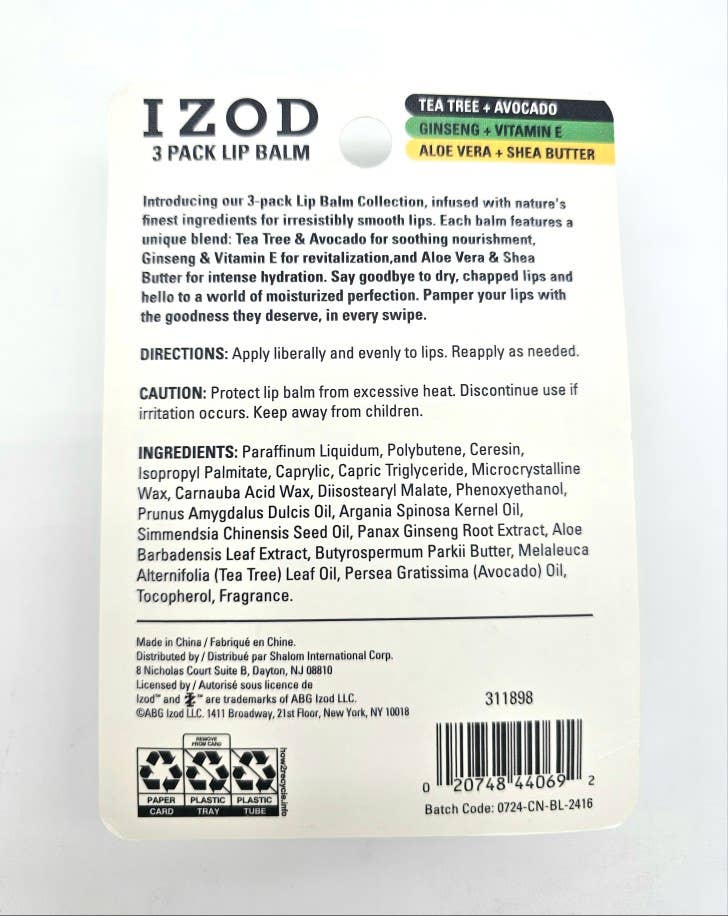 IZOD
3 PACK LIP BALM
TEA TREE + AVOCADO
GINSENG + VITAMIN E
ALOE VERA + SHEA BUTTER
Introducing our 3-pack Lip Balm Collection, infused with nature's
finest ingredients for irresistibly smooth lips. Each balm features a
unique blend: Tea Tree & Avocado for soothing nourishment,
Ginseng & Vitamin E for revitalization,and Aloe Vera & Shea
Butter for intense hydration. Say goodbye to dry, chapped lips and
hello to a world of moisturized perfection. Pamper your lips with
the goodness they deserve, in every swipe.
DIRECTIONS: Apply liberally and evenly to lips. Reapply as needed.
CAUTION: Protect lip balm from excessive heat. Discontinue use if
irritation occurs. Keep away from children.
INGREDIENTS: Paraffinum Liquidum, Polybutene, Ceresin,
Isopropyl Palmitate, Caprylic, Capric Triglyceride, Microcrystalline
Wax, Carnauba Acid Wax, Diisostearyl Malate, Phenoxyethanol,
Prunus Amygdalus Dulcis Oil, Argania Spinosa Kernel Oil,
Simmendsia Chinensis Seed Oil, Panax Ginseng Root Extract, Aloe
Barbadensis Leaf Extract, Butyrospermum Parkii Butter, Melaleuca
Alternifolia (Tea Tree) Leaf Oil, Persea Gratissima (Avocado) Oil,
Tocopherol, Fragrance.
Made in China / Fabriqué en Chine.
Distributed by / Distribué par Shalom International Corp.
8 Nicholas Court Suite B, Dayton, NJ 08810
Licensed by / Autorisé sous licence de
Izod™ and ™ are trademarks of ABG Izod LLC.
©ABG Izod LLC. 1411 Broadway, 21st Floor, New York, NY 10018
REMOVE
FROM CARD
PAPER PLASTIC PLASTIC
CARD TRAY TUBE
how2recycle.info
311898
0 20748 44069 2
Batch Code: 0724-CN-BL-2416